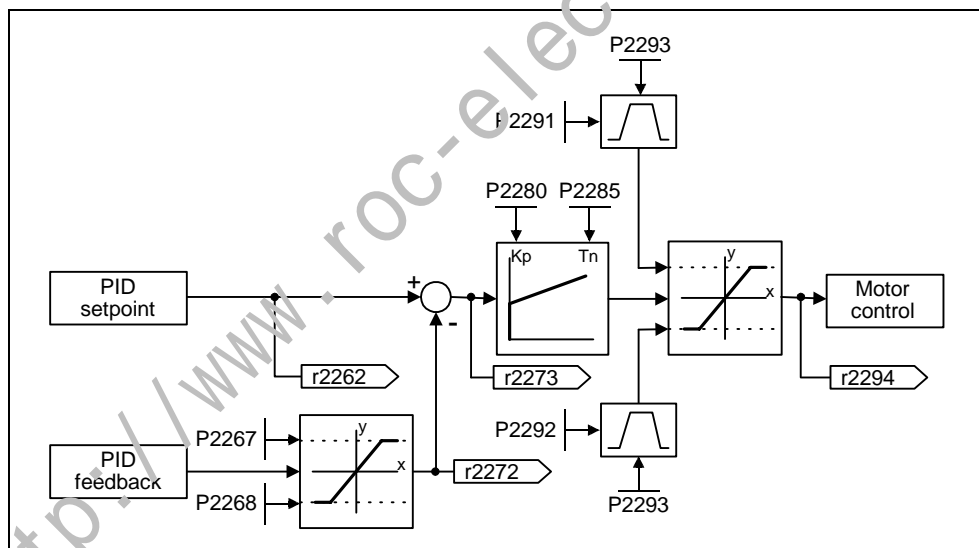 P2293
P2291
P2280
P2285
Kp
Tn
y
x
PID
setpoint
+
-
Motor
control
r2262
r2273
r2294
P2267
y
x
PID
feedback
P2268
r2272
P2292
P2293
tp://www.roc-elec